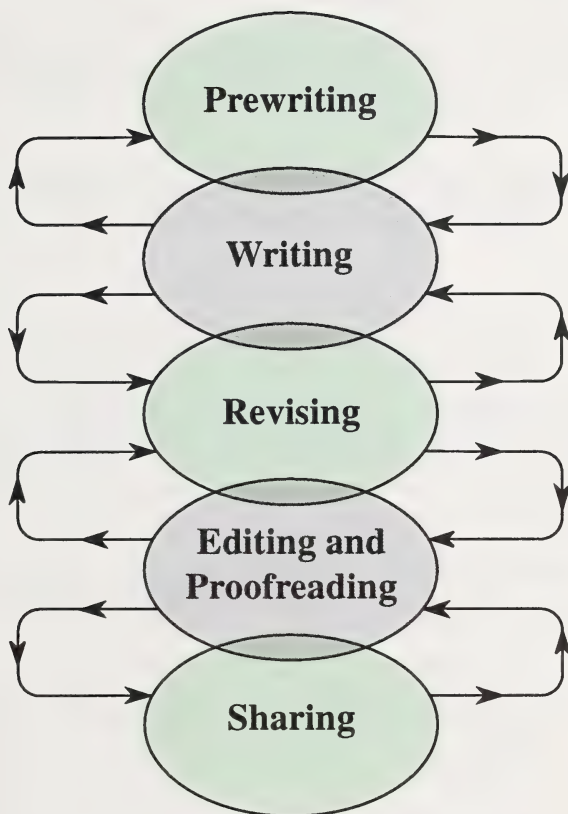 Prewriting
Writing
Revising
Editing and
Proofreading
Sharing